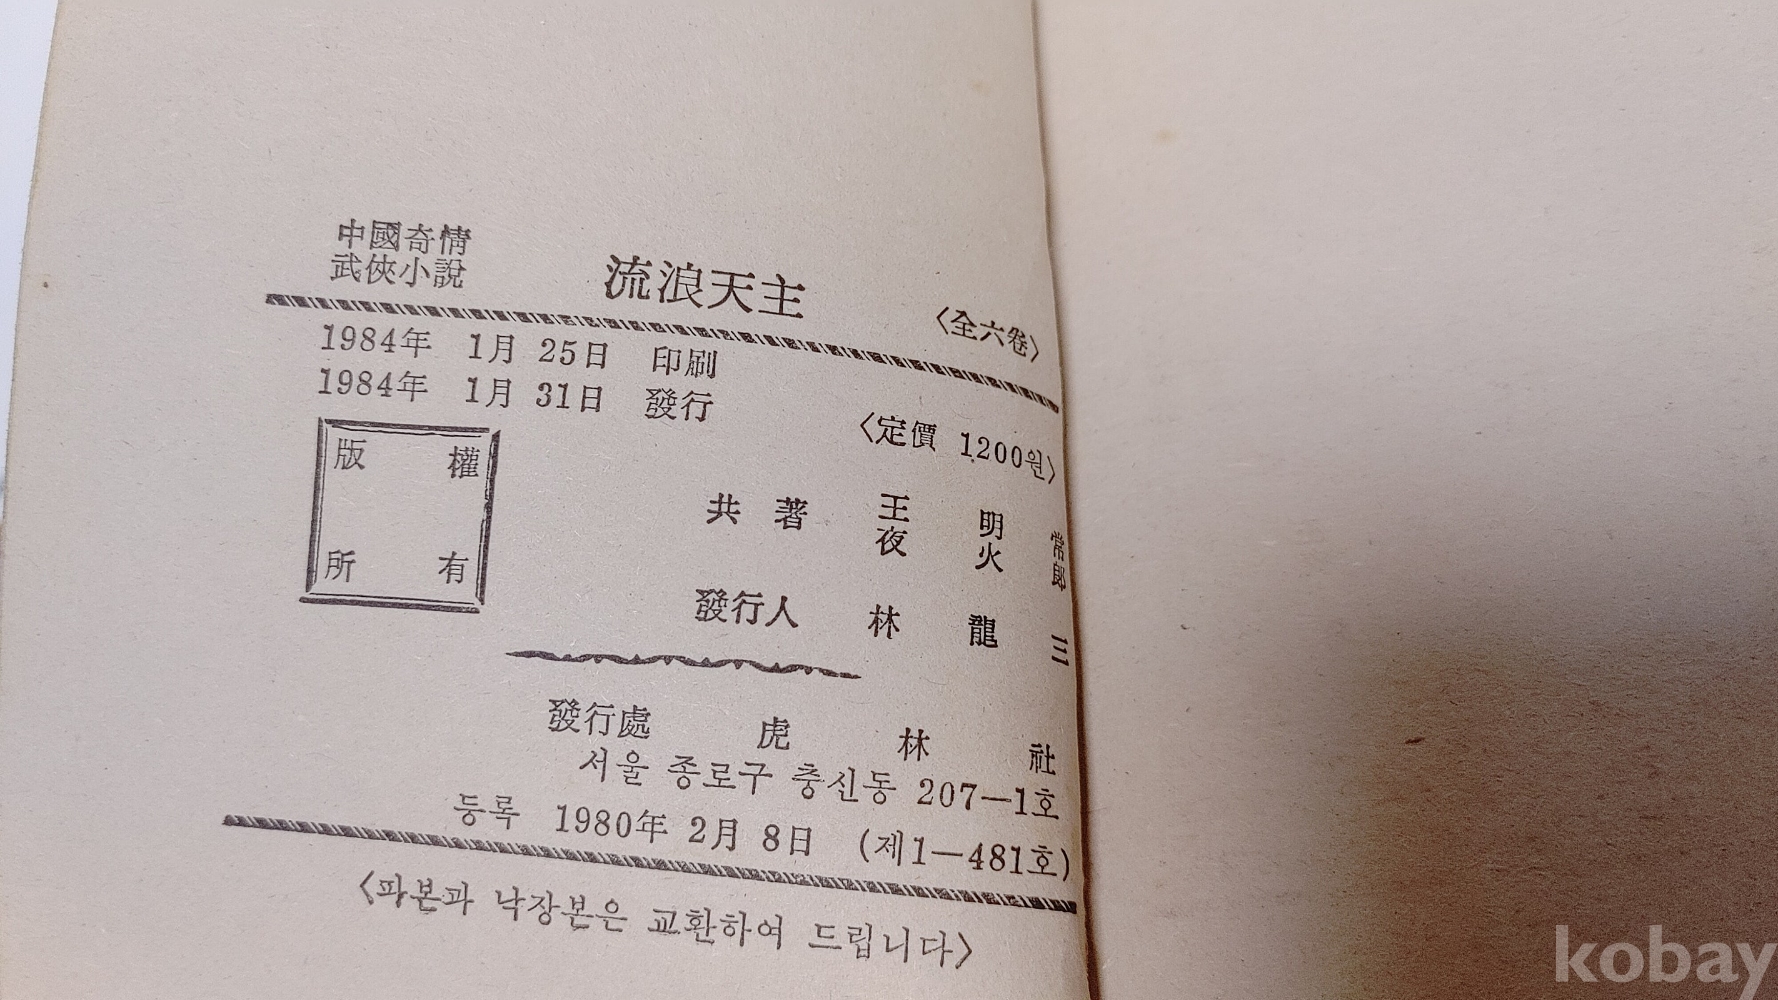 中國奇情
武俠小說
流浪天主
〈全六卷〉
1984年 1月 25日 印刷
1984年 1月 31日 發行
〈定價 1200원〉
版權
所有
共著 王明常
夜火郞
發行人 林龍三
發行處 虎林社
서울 종로구 충신동 207—1호
등록 1980年 2月 8日 (제1—481호)
〈파본과 낙장본은 교환하여 드립니다〉
kobay